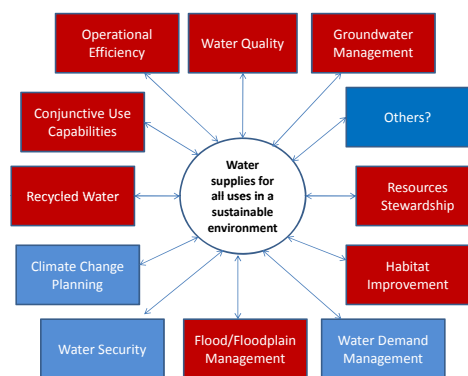 Operational
Efficiency
Water Quality
Groundwater
Management
Conjunctive Use
Capabilities
Others?
Water
supplies for
all uses in a
sustainable
environment
Recycled Water
Resources
Stewardship
Climate Change
Planning
Habitat
Improvement
Water Security
Flood/Floodplain
Management
Water Demand
Management